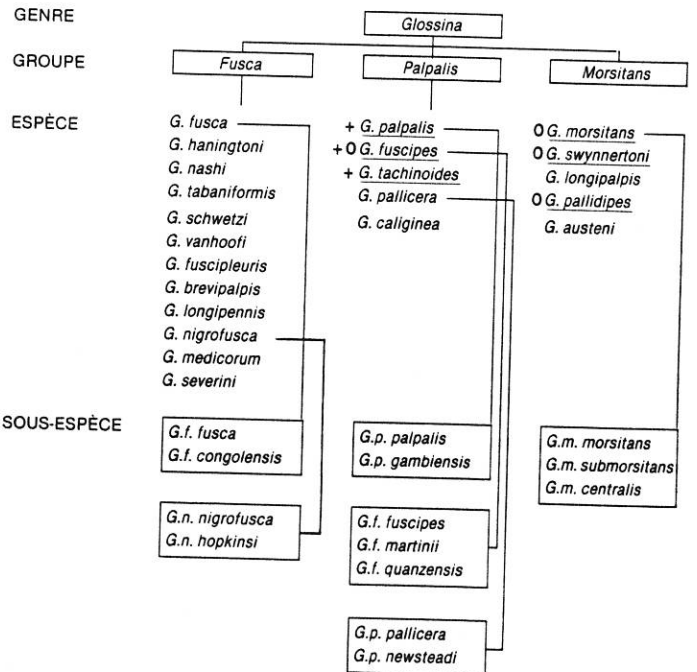 GENRE
Glossina
GROUPE
Fusca
Palpalis
Morsitans
ESPÈCE
G. fusca
G. haningtoni
G. nashi
G. tabaniformis
G. schwetzi
G. vanhoofi
G. fuscipleuris
G. brevipalpis
G. longipennis
G. nigrofusca
G. medicorum
G. severini
+ G. palpalis
+ O G. fuscipes
+ G. tachinoides
G. pallicera
G. caliginea
O G. morsitans
O G. swynnertoni
G. longipalpis
O G. pallidipes
G. austeni
SOUS-ESPÈCE
G.f. fusca
G.f. congolensis
G.n. nigrofusca
G.n. hopkinsi
G.p. palpalis
G.p. gambiensis
G.f. fuscipes
G.f. martinii
G.f. quanzensis
G.p. pallicera
G.p. newsteadi
G.m. morsitans
G.m. submorsitans
G.m. centralis